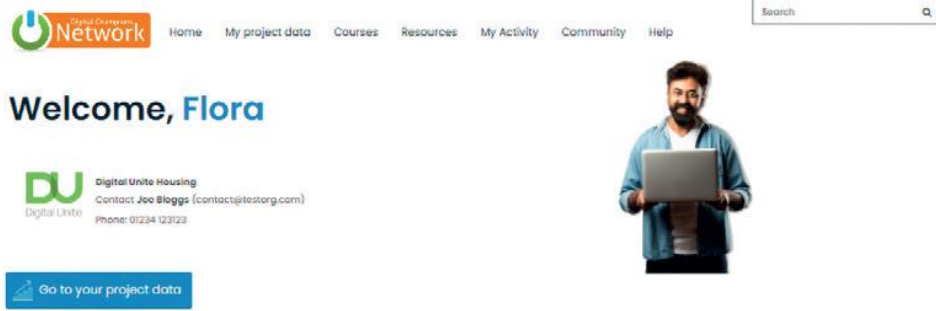 Search
Digital Champions
Network
Home My project data Courses Resources My Activity Community Help
Welcome, Flora
DU
Digital Unite
Digital Unite Housing
Contact Joe Bloggs (contact@testorg.com)
Phone: 01234 123123
Go to your project data